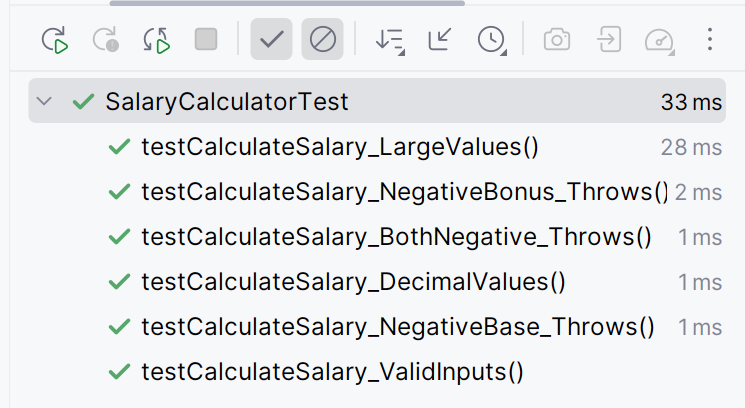 SalaryCalculatorTest 33 ms
testCalculateSalary_LargeValues() 28 ms
testCalculateSalary_NegativeBonus_Throws() 2 ms
testCalculateSalary_BothNegative_Throws() 1 ms
testCalculateSalary_DecimalValues() 1 ms
testCalculateSalary_NegativeBase_Throws() 1 ms
testCalculateSalary_ValidInputs()